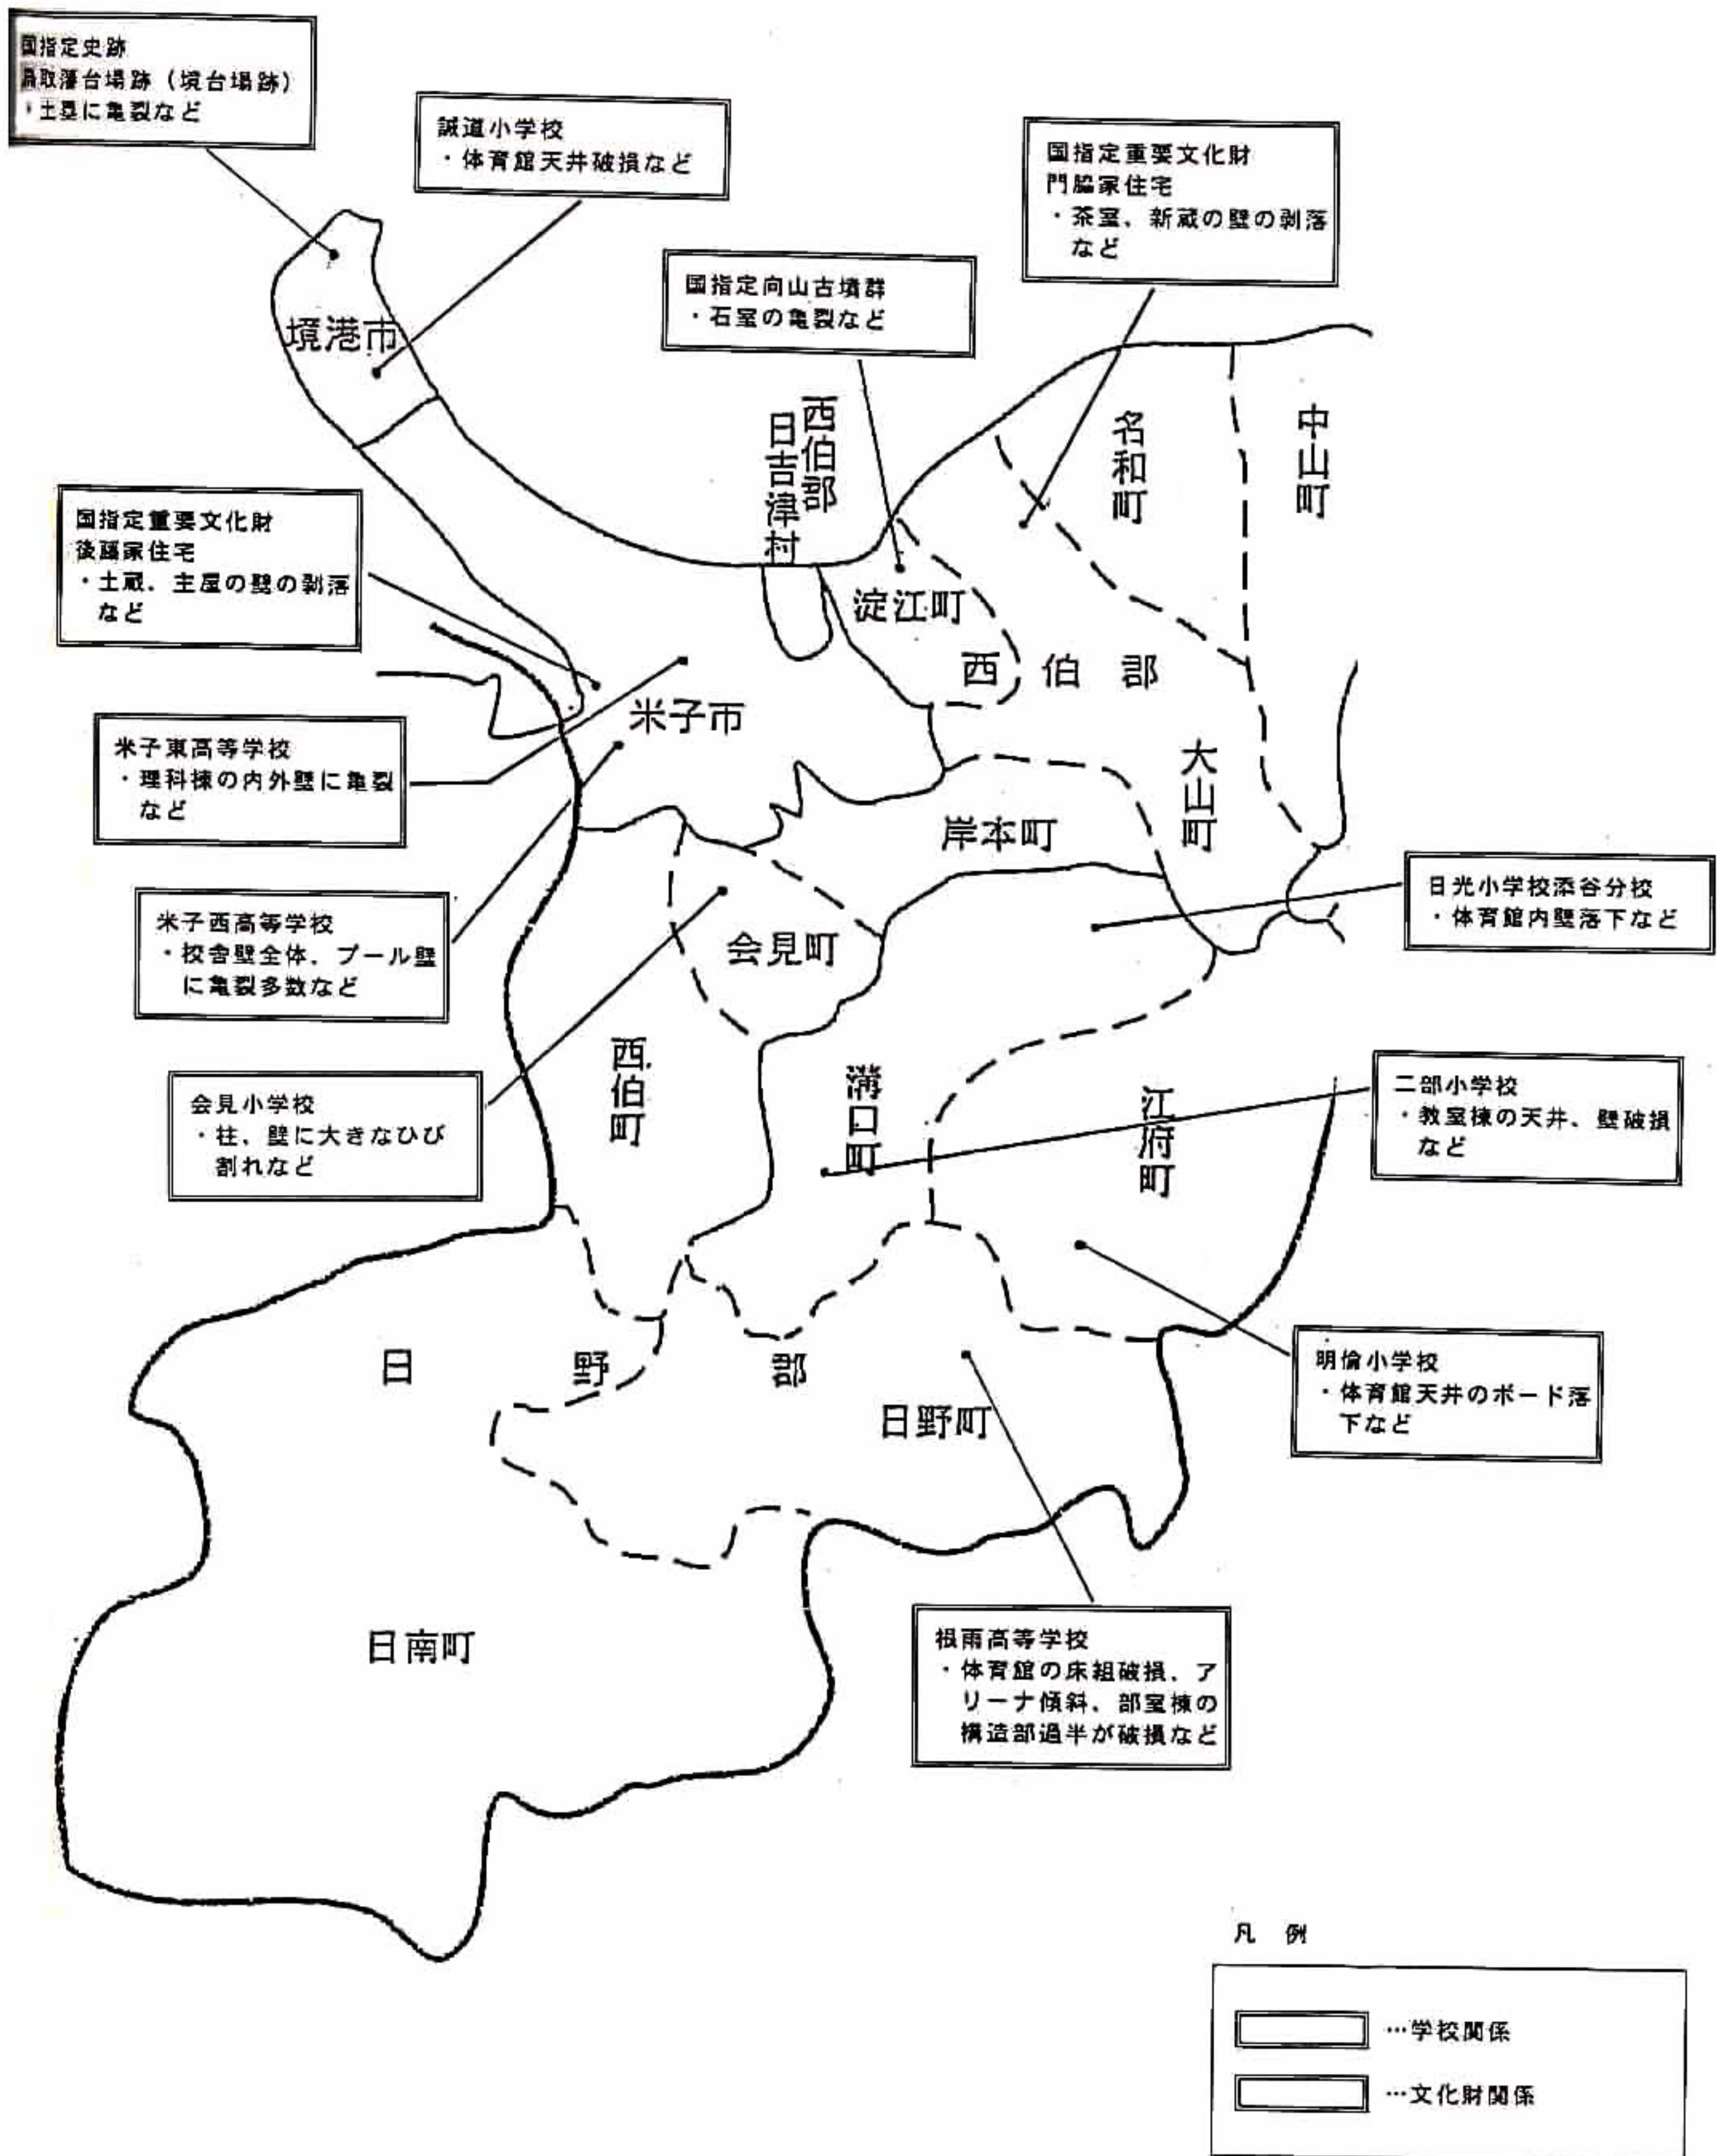 国指定史跡
鳥取藩台場跡（境台場跡）
・土塁に亀裂など
誠道小学校
・体育館天井破損など
国指定重要文化財
門脇家住宅
・茶室、新蔵の壁の剥落
など
国指定向山古墳群
・石室の亀裂など
境港市
西伯郡
日吉津村
名和町
中山町
国指定重要文化財
後藤家住宅
・土蔵、主屋の壁の剥落
など
淀江町
西伯郡
米子市
米子東高等学校
・理科棟の内外壁に亀裂
など
大山町
岸本町
日光小学校添谷分校
・体育館内壁落下など
米子西高等学校
・校舎壁全体、プール壁
に亀裂多数など
会見町
西伯町
溝口町
江府町
二部小学校
・教室棟の天井、壁破損
など
会見小学校
・柱、壁に大きなひび
割れなど
明倫小学校
・体育館天井のボード落
下など
日野郡
日野町
日南町
根雨高等学校
・体育館の床組破損、ア
リーナ傾斜、部室棟の
構造部過半が破損など
凡例
…学校関係
…文化財関係